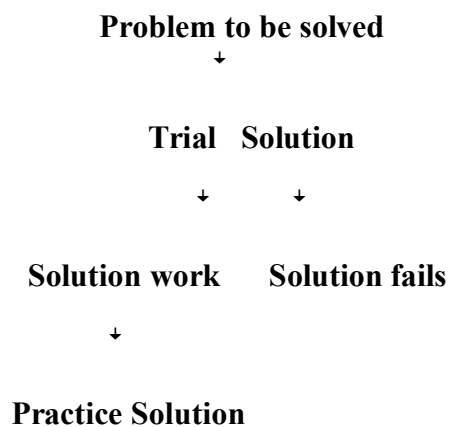 Problem to be solved
Trial Solution
Solution work Solution fails
Practice Solution